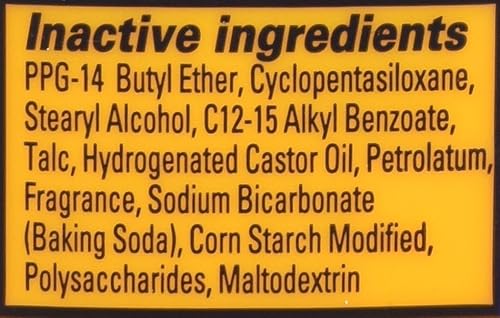 Inactive ingredients
PPG-14 Butyl Ether, Cyclopentasiloxane,
Stearyl Alcohol, C12-15 Alkyl Benzoate,
Talc, Hydrogenated Castor Oil, Petrolatum,
Fragrance, Sodium Bicarbonate
(Baking Soda), Corn Starch Modified,
Polysaccharides, Maltodextrin